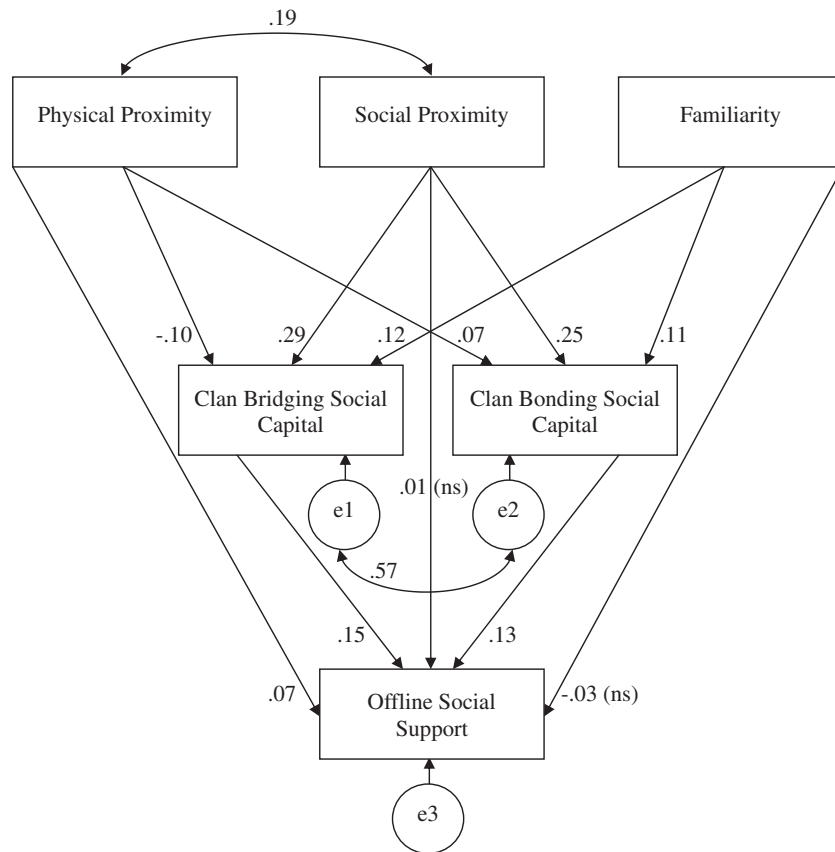 .19
Physical Proximity
Social Proximity
Familiarity
-.10
.29
.12
.07
.25
.11
Clan Bridging Social
Capital
Clan Bonding Social
Capital
.01 (ns)
e1
e2
.57
.15
.13
.07
-.03 (ns)
Offline Social
Support
e3